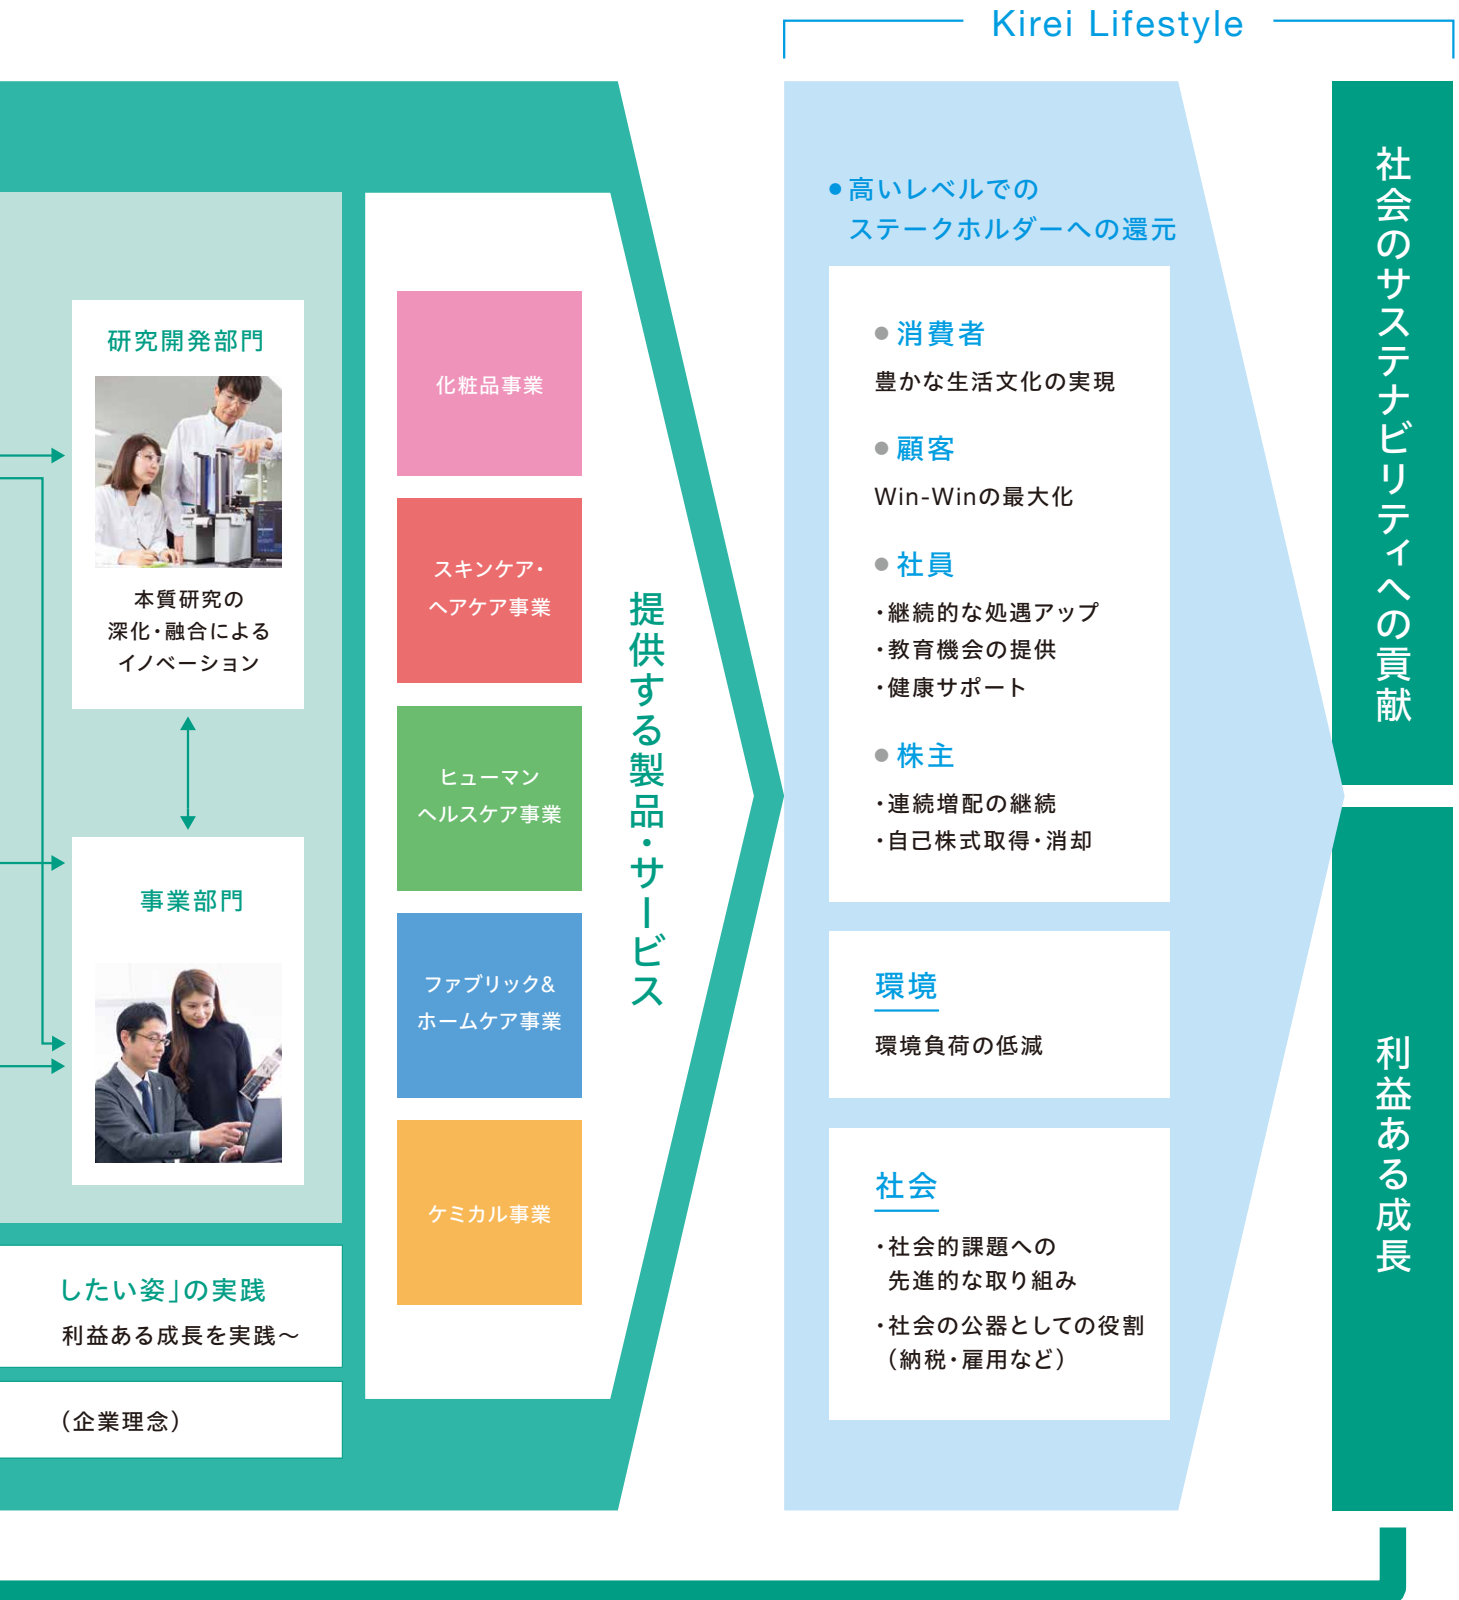 Kirei Lifestyle
研究開発部門
本質研究の
深化・融合による
イノベーション
事業部門
したい姿」の実践
利益ある成長を実践～
（企業理念）
化粧品事業
スキンケア・
ヘアケア事業
ヒューマン
ヘルスケア事業
ファブリック&
ホームケア事業
ケミカル事業
提供する製品・サービス
●高いレベルでの
ステークホルダーへの還元
●消費者
豊かな生活文化の実現
●顧客
Win-Winの最大化
●社員
・継続的な処遇アップ
・教育機会の提供
・健康サポート
●株主
・連続増配の継続
・自己株式取得・消却
環境
環境負荷の低減
社会
・社会的課題への
先進的な取り組み
・社会の公器としての役割
（納税・雇用など）
社会のサステナビリティへの貢献
利益ある成長